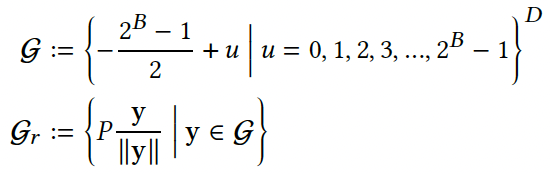 𝒢 := { −(2^B − 1)/2 + u | u = 0, 1, 2, 3, ..., 2^B − 1 }^D
𝒢_r := { P y/‖y‖ | y ∈ 𝒢 }